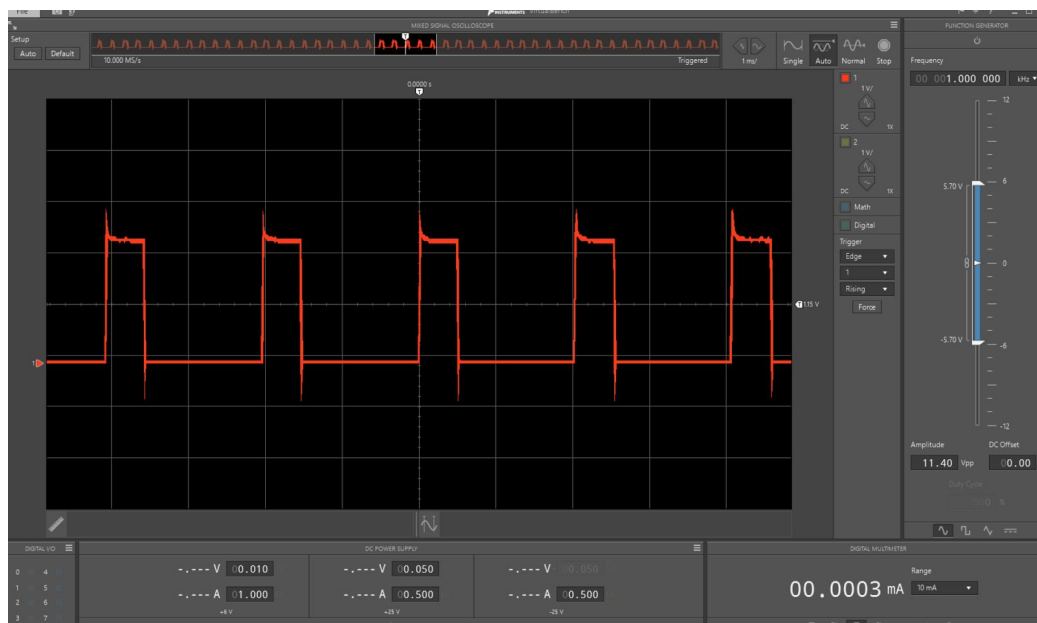 File
INSTRUMENTS VirtualBench
MIXED SIGNAL OSCILLOSCOPE
FUNCTION GENERATOR
Setup
Auto Default
10.000 MS/s
Triggered
1 ms/
Single Auto Normal Stop
0.0000 s
T
1
1 V/
DC 1X
2
1 V/
DC 1X
Math
Digital
Trigger
Edge
1
Rising
Force
T 1.15 V
1
Frequency
00 001.000 000 kHz
12
5.70 V
6
0
-5.70 V
-6
-12
Amplitude DC Offset
11.40 Vpp 00.00
Duty Cycle
%
DIGITAL I/O
0 4
1 5
2 6
3 7
DC POWER SUPPLY
-.--- V 00.010 -.--- V 00.050 -.--- V 00.050
-.--- A 01.000 -.--- A 00.500 -.--- A 00.500
+6 V +25 V -25 V
DIGITAL MULTIMETER
00.0003 mA
Range
10 mA